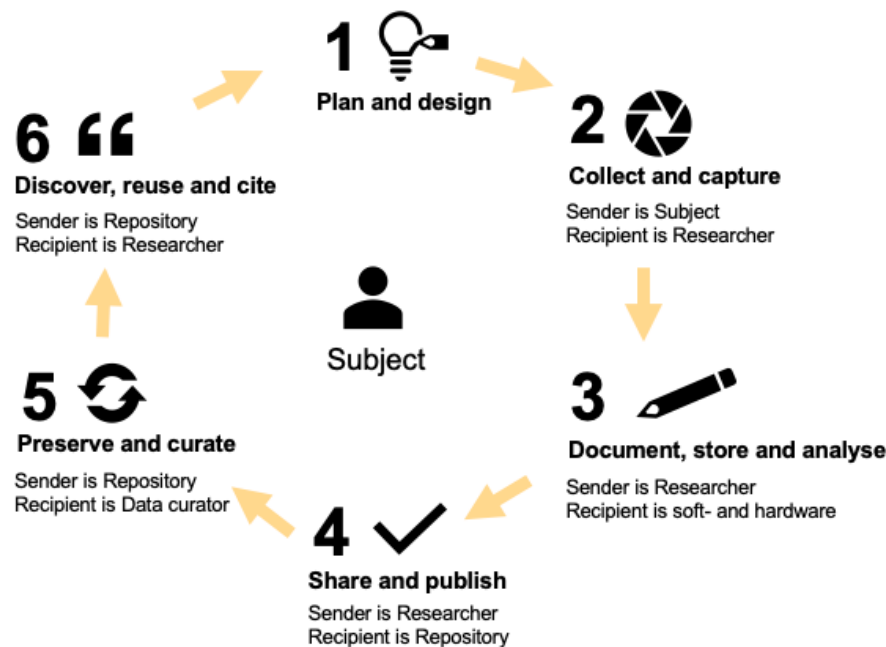 1
Plan and design
2
Collect and capture
Sender is Subject
Recipient is Researcher
3
Document, store and analyse
Sender is Researcher
Recipient is soft- and hardware
4
Share and publish
Sender is Researcher
Recipient is Repository
5
Preserve and curate
Sender is Repository
Recipient is Data curator
6
Discover, reuse and cite
Sender is Repository
Recipient is Researcher
Subject